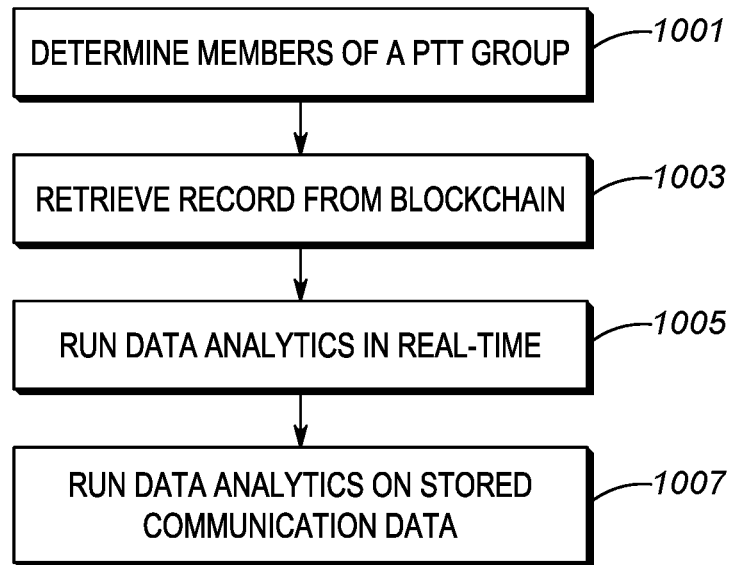 DETERMINE MEMBERS OF A PTT GROUP
1001
RETRIEVE RECORD FROM BLOCKCHAIN
1003
RUN DATA ANALYTICS IN REAL-TIME
1005
RUN DATA ANALYTICS ON STORED
COMMUNICATION DATA
1007